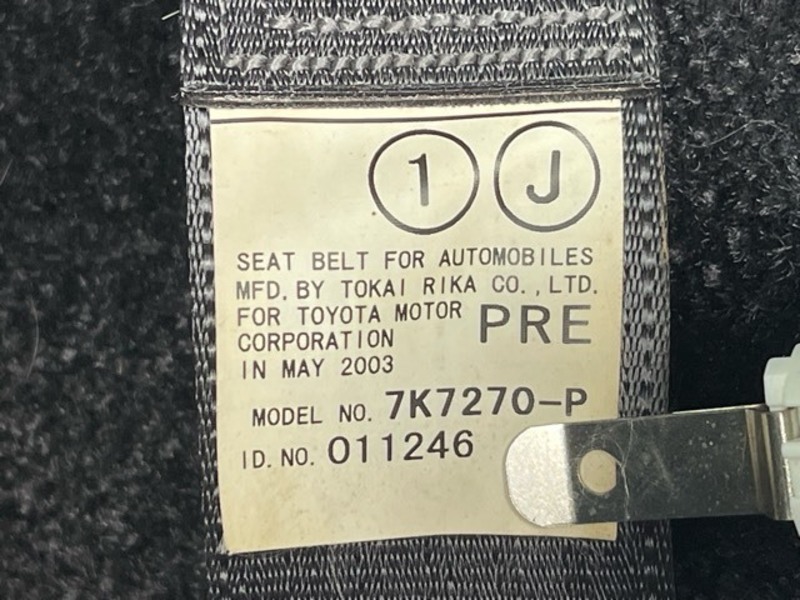 1 J
SEAT BELT FOR AUTOMOBILES
MFD. BY TOKAI RIKA CO., LTD.
FOR TOYOTA MOTOR
CORPORATION PRE
IN MAY 2003
MODEL NO. 7K7270-P
ID. NO. 011246